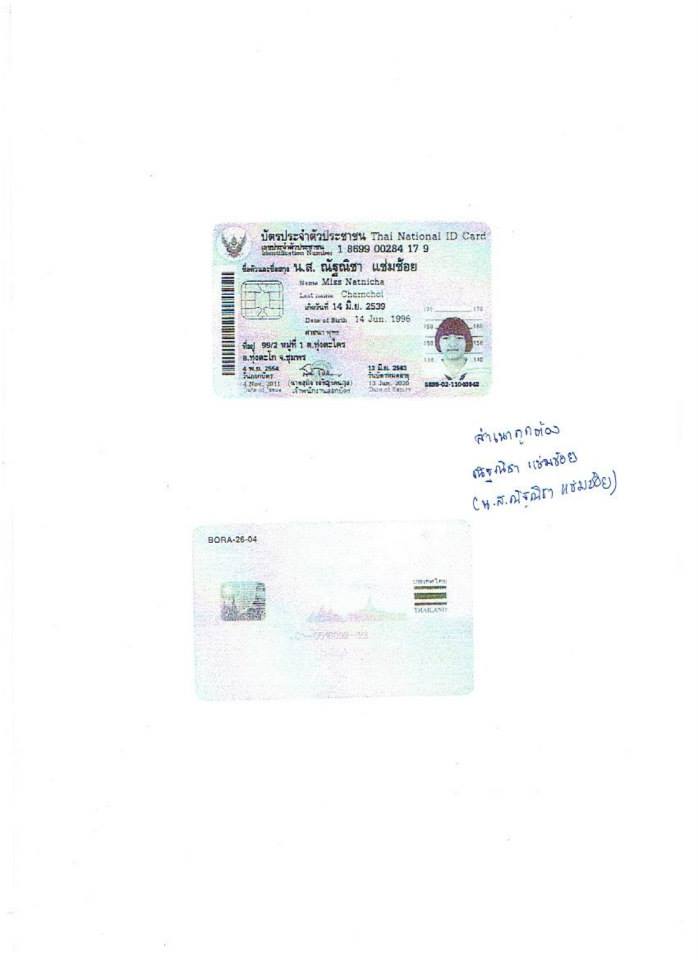 บัตรประจำตัวประชาชน Thai National ID Card
เลขประจำตัวประชาชน
Identification Number 1 8699 00284 17 9
ชื่อตัวและชื่อสกุล น.ส. ณัฐณิชา แช่มช้อย
Name Miss Natnicha
Last name Chamchoi
เกิดวันที่ 14 มิ.ย. 2539
Date of Birth 14 Jun. 1996
ศาสนา พุทธ
ที่อยู่ 99/2 หมู่ที่ 1 ต.ทุ่งตะไคร
อ.ทุ่งตะโก จ.ชุมพร
4 พ.ย. 2554
วันออกบัตร
4 Nov. 2011
Date of Issue
เจ้าพนักงานออกบัตร
13 มิ.ย. 2563
วันบัตรหมดอายุ
13 Jun. 2020
Date of Expiry
170
160 160
150 150
140 140
สำเนาถูกต้อง
ณัฐณิชา แช่มช้อย
(น.ส.ณัฐณิชา แช่มช้อย)
BORA-26-04
ประเทศไทย
THAILAND